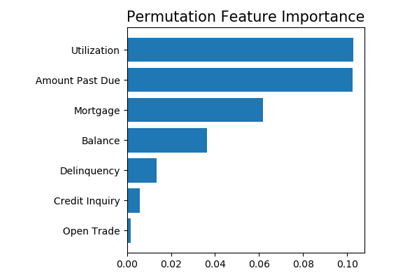 Permutation Feature Importance
Utilization
Amount Past Due
Mortgage
Balance
Delinquency
Credit Inquiry
Open Trade
0.00 0.02 0.04 0.06 0.08 0.10